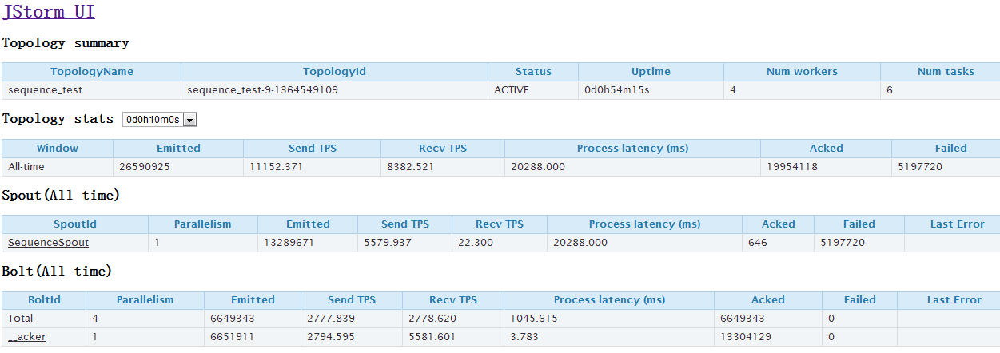 JStorm UI
Topology summary
TopologyName TopologyId Status Uptime Num workers Num tasks
sequence_test sequence_test-9-1364549109 ACTIVE 0d0h54m15s 4 6
Topology stats 0d0h10m0s
Window Emitted Send TPS Recv TPS Process latency (ms) Acked Failed
All-time 26590925 11152.371 8382.521 20288.000 19954118 5197720
Spout(All time)
SpoutId Parallelism Emitted Send TPS Recv TPS Process latency (ms) Acked Failed Last Error
SequenceSpout 1 13289671 5579.937 22.300 20288.000 646 5197720
Bolt(All time)
BoltId Parallelism Emitted Send TPS Recv TPS Process latency (ms) Acked Failed Last Error
Total 4 6649343 2777.839 2778.620 1045.615 6649343 0
__acker 1 6651911 2794.595 5581.601 3.783 13304129 0